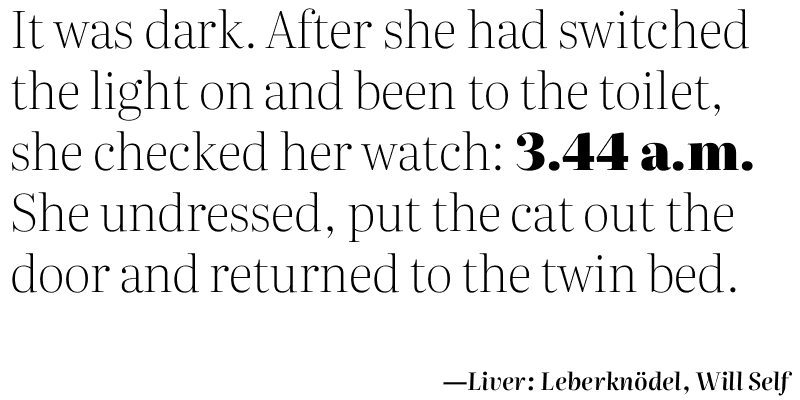 It was dark. After she had switched
the light on and been to the toilet,
she checked her watch: 3.44 a.m.
She undressed, put the cat out the
door and returned to the twin bed.
—Liver: Leberknödel, Will Self